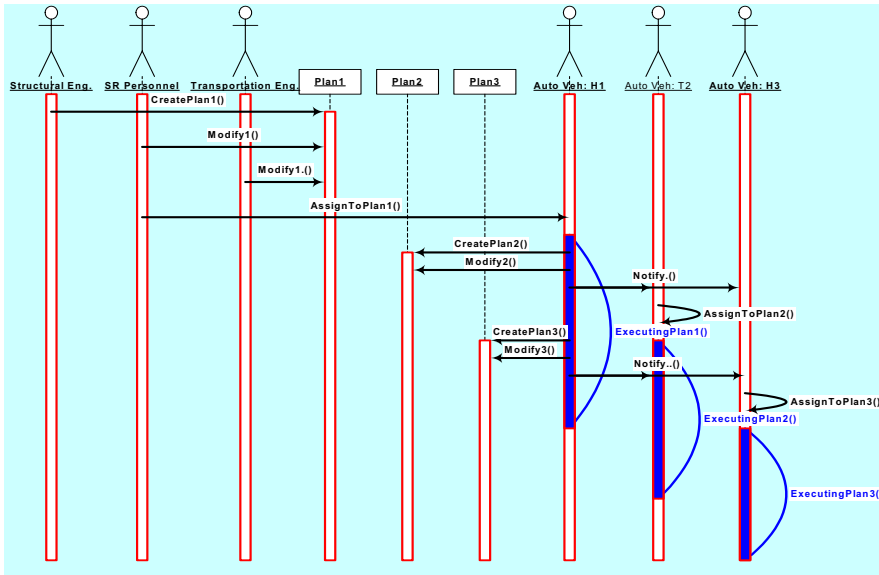 Structural Eng.
SR Personnel
Transportation Eng.
Plan1
Plan2
Plan3
Auto Veh: H1
Auto Veh: T2
Auto Veh: H3
CreatePlan1()
Modify1()
Modify1.()
AssignToPlan1()
CreatePlan2()
Modify2()
Notify.()
AssignToPlan2()
CreatePlan3()
ExecutingPlan1()
Modify3()
Notify..()
AssignToPlan3()
ExecutingPlan2()
ExecutingPlan3(